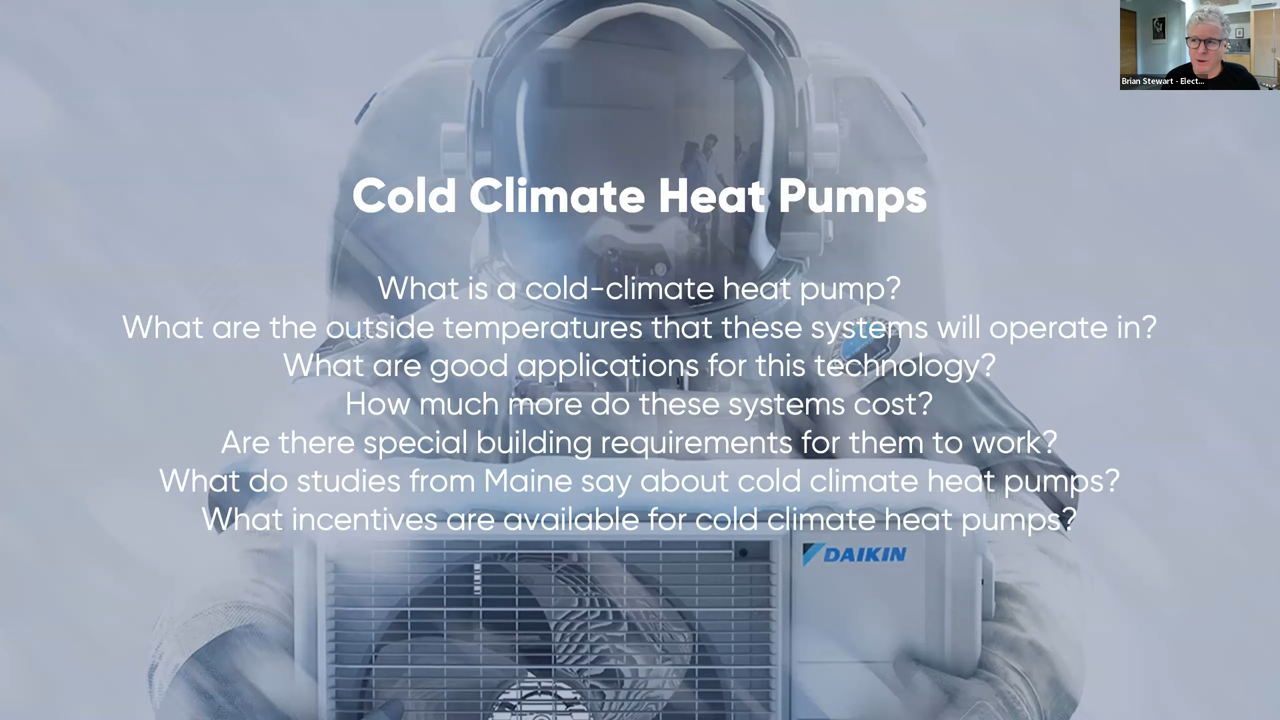 Brian Stewart - Elect...
Cold Climate Heat Pumps
What is a cold-climate heat pump?
What are the outside temperatures that these systems will operate in?
What are good applications for this technology?
How much more do these systems cost?
Are there special building requirements for them to work?
What do studies from Maine say about cold climate heat pumps?
What incentives are available for cold climate heat pumps?
DAIKIN